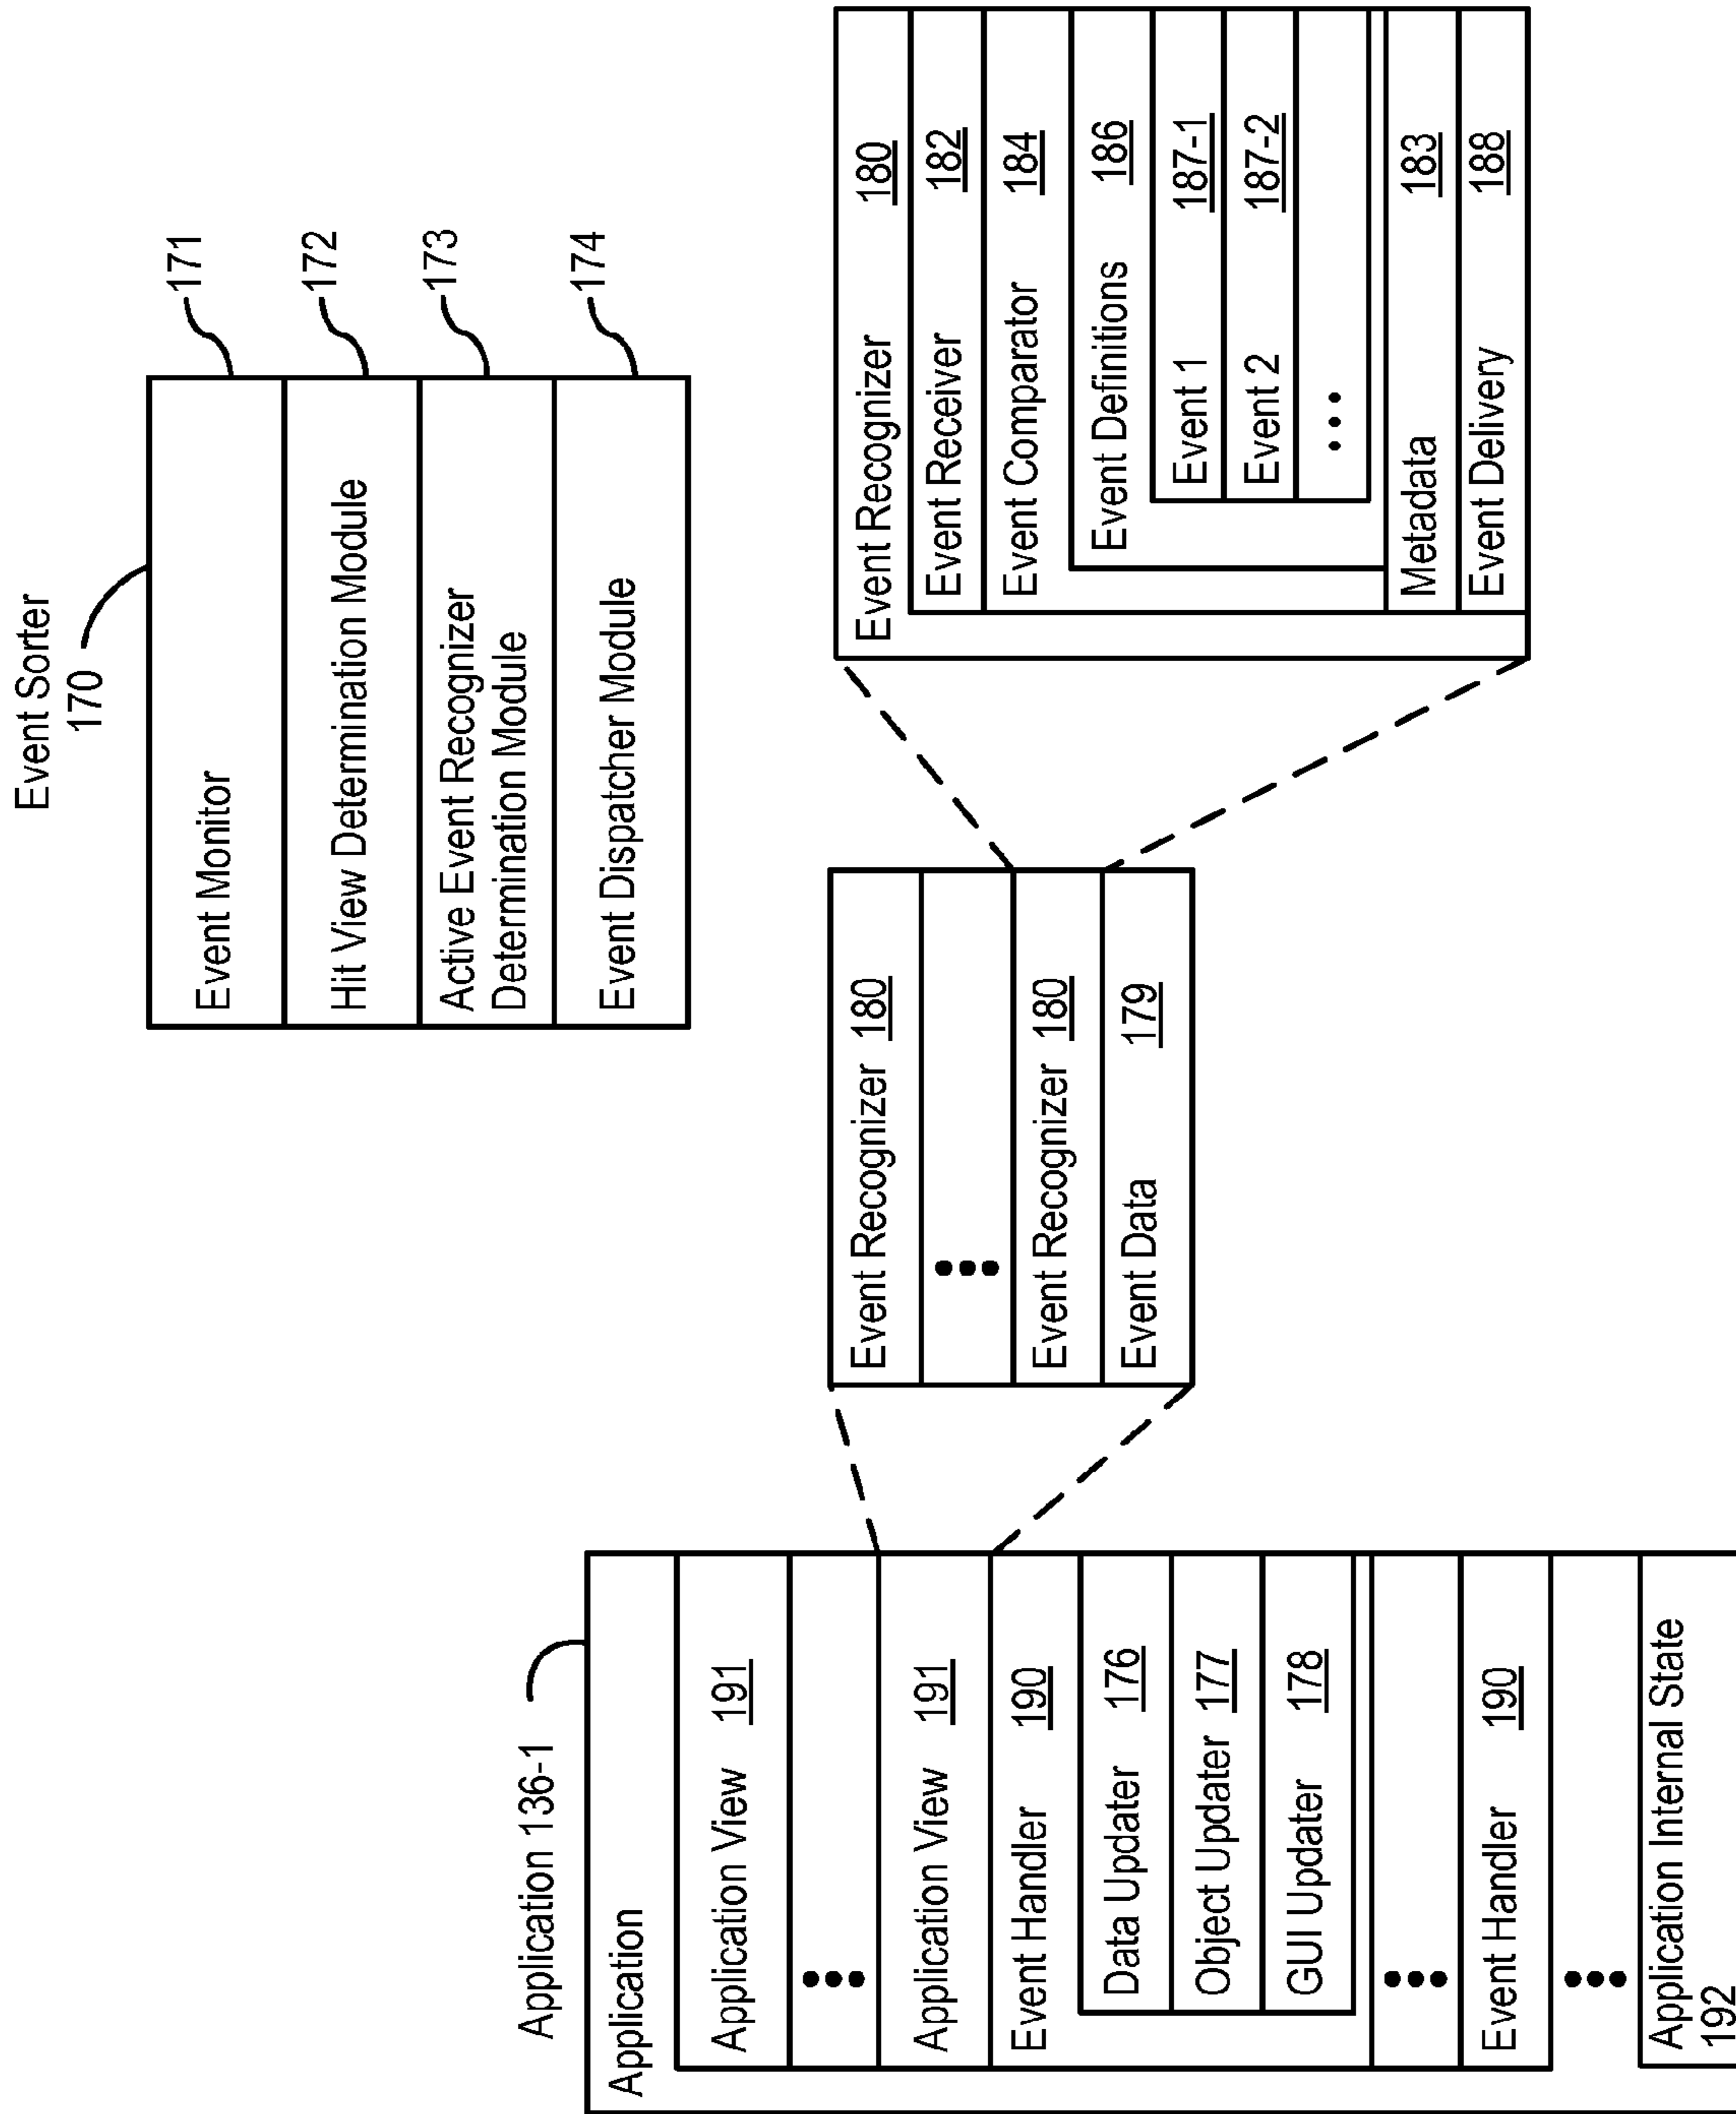 Event Sorter
170
Event Monitor
171
Hit View Determination Module
172
Active Event Recognizer
Determination Module
173
Event Dispatcher Module
174
Application 136-1
Application
Application View 191
•••
Application View 191
Event Handler 190
Data Updater 176
Object Updater 177
GUI Updater 178
•••
Event Handler 190
•••
Application Internal State
192
Event Recognizer 180
•••
Event Recognizer 180
Event Data 179
Event Recognizer 180
Event Receiver 182
Event Comparator 184
Event Definitions 186
Event 1 187-1
Event 2 187-2
•••
Metadata 183
Event Delivery 188